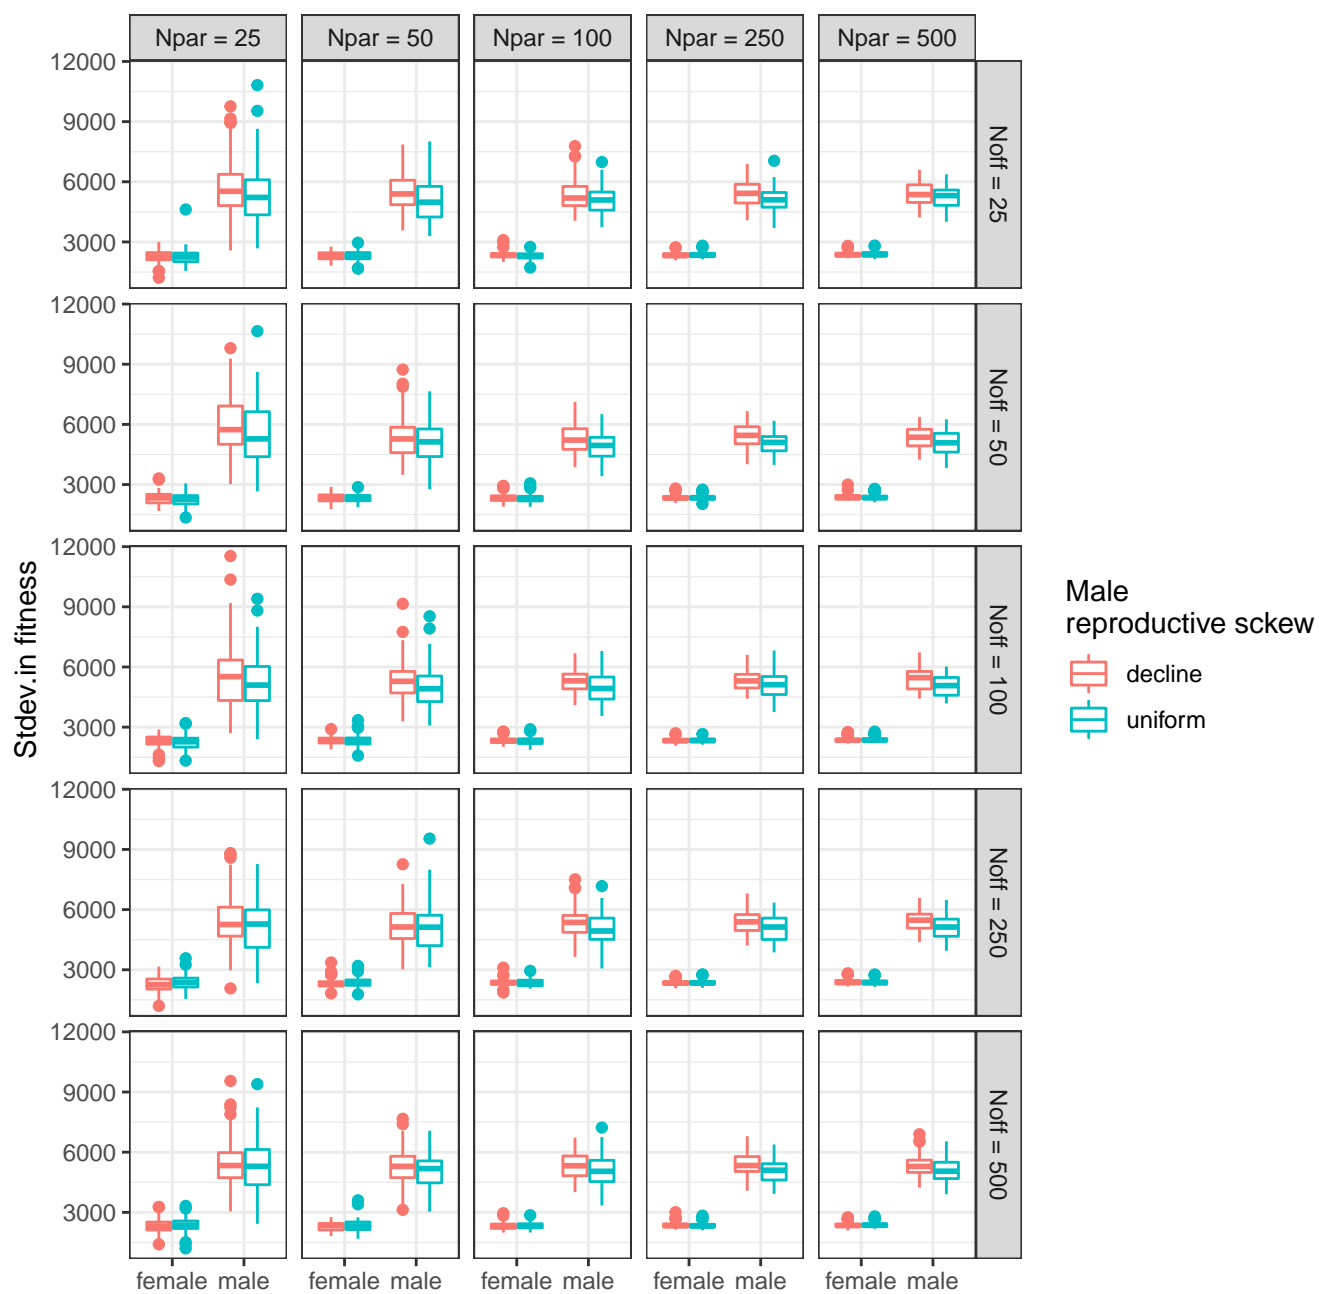 Npar = 25 Npar = 50 Npar = 100 Npar = 250 Npar = 500
12000
9000
6000
3000
Noff = 25
12000
9000
6000
3000
Noff = 50
12000
9000
6000
3000
Noff = 100
12000
9000
6000
3000
Noff = 250
12000
9000
6000
3000
Noff = 500
female male female male female male female male female male
Stdev.in fitness
Male
reproductive sckew
decline
uniform